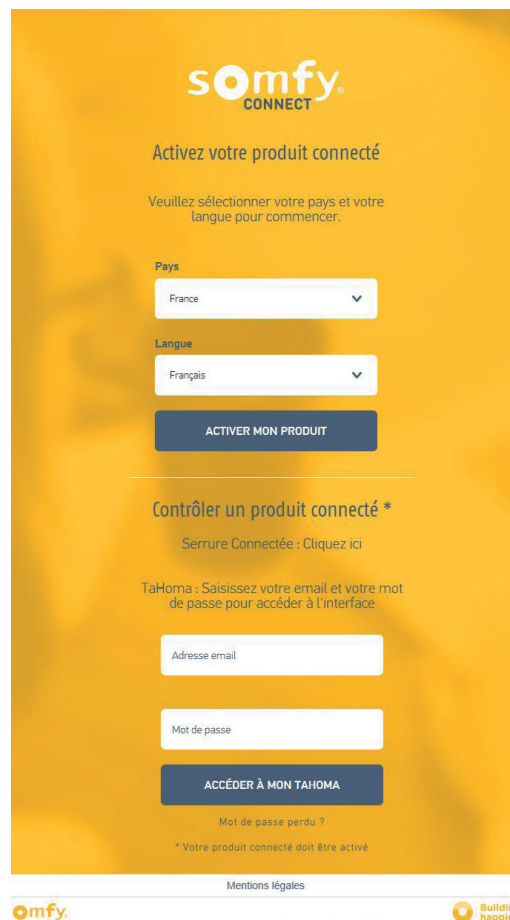 somfy®
CONNECT
Activez votre produit connecté
Veuillez sélectionner votre pays et votre
langue pour commencer.
Pays
France
Langue
Français
ACTIVER MON PRODUIT
Contrôler un produit connecté *
Serrure Connectée : Cliquez ici
TaHoma : Saisissez votre email et votre mot
de passe pour accéder à l'interface
Adresse email
Mot de passe
ACCÉDER À MON TAHOMA
Mot de passe perdu ?
* Votre produit connecté doit être activé
Mentions légales
omfy.